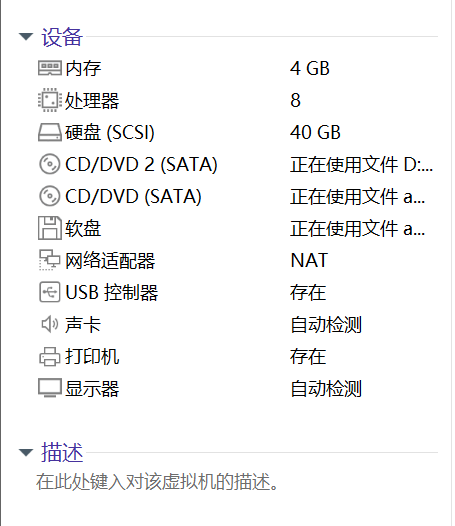 设备
内存 4 GB
处理器 8
硬盘 (SCSI) 40 GB
CD/DVD 2 (SATA) 正在使用文件 D:...
CD/DVD (SATA) 正在使用文件 a...
软盘 正在使用文件 a...
网络适配器 NAT
USB 控制器 存在
声卡 自动检测
打印机 存在
显示器 自动检测
描述
在此处键入对该虚拟机的描述。